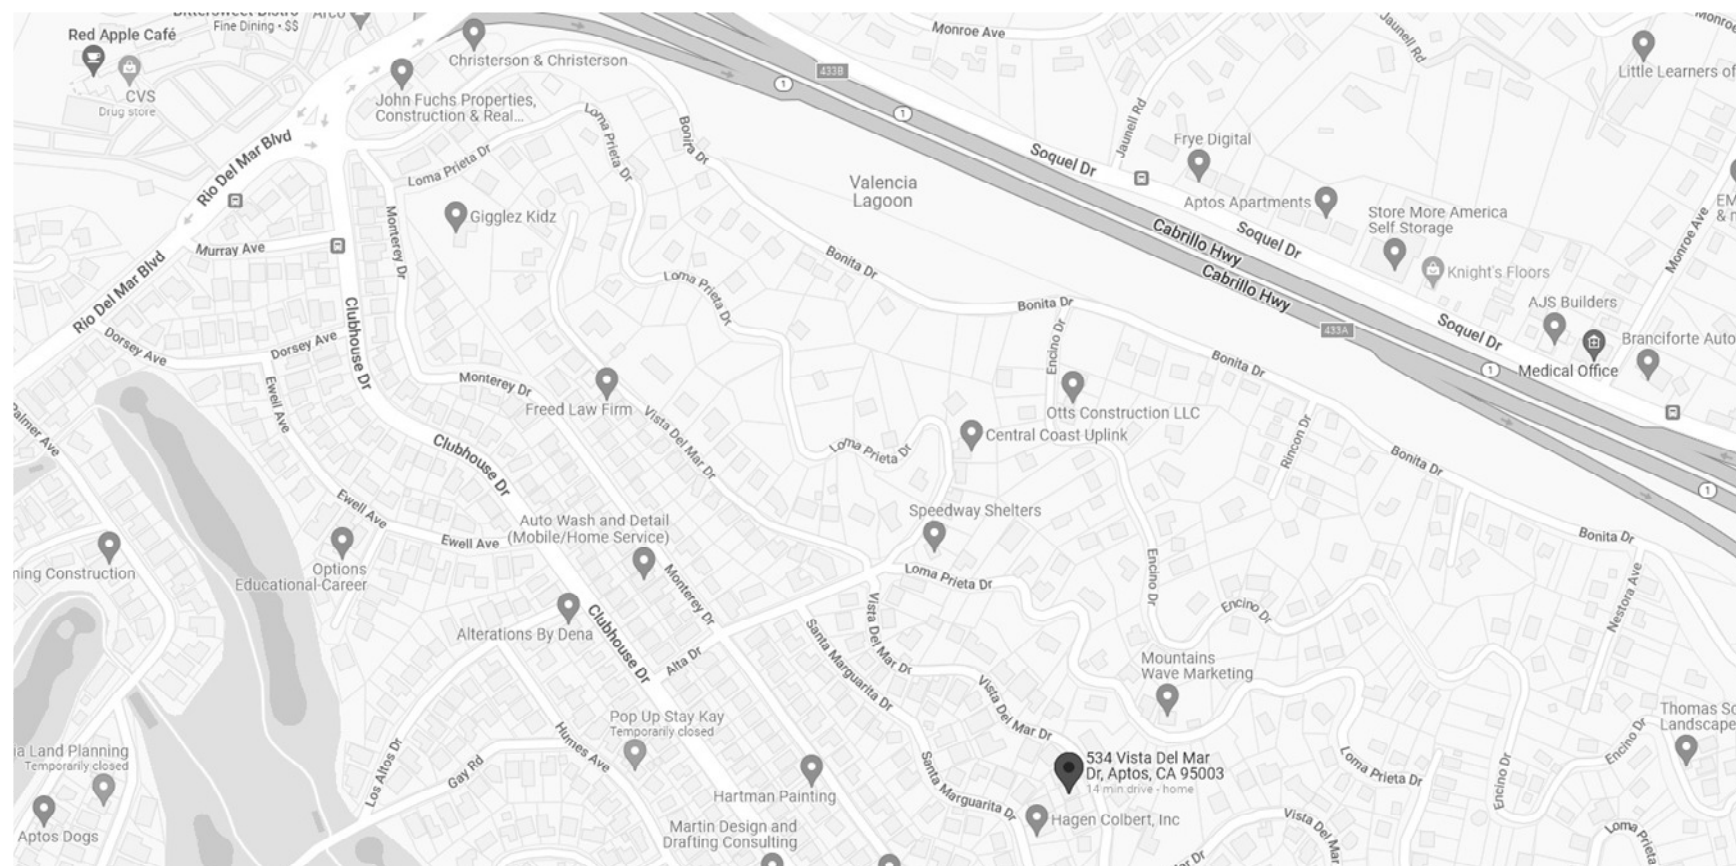 Bittersweet Bistro
Fine Dining • $$
Arco
Red Apple Café
CVS
Drug store
Christerson & Christerson
John Fuchs Properties,
Construction & Real...
Rio Del Mar Blvd
Loma Prieta Dr
Loma Prieta Dr
Bonita Dr
433B
1
1
Monroe Ave
Jaunell Rd
Jaunell Rd
Little Learners of
Soquel Dr
Frye Digital
Valencia
Lagoon
Aptos Apartments
Store More America
Self Storage
Monroe Ave
Gigglez Kidz
Monterey Dr
Murray Ave
Rio Del Mar Blvd
Cabrillo Hwy
Soquel Dr
Cabrillo Hwy
Knight's Floors
Bonita Dr
Loma Prieta Dr
Bonita Dr
AJS Builders
Soquel Dr
433A
Branciforte Auto
Medical Office
1
Clubhouse Dr
Dorsey Ave
Dorsey Ave
Encino Dr
Bonita Dr
Monterey Dr
Ewell Ave
Freed Law Firm
Vista Del Mar Dr
Otts Construction LLC
Central Coast Uplink
Loma Prieta Dr
Rincon Dr
Bonita Dr
Palmer Ave
Clubhouse Dr
1
Ewell Ave
Ewell Ave
Auto Wash and Detail
(Mobile/Home Service)
Speedway Shelters
Bonita Dr
ning Construction
Options
Educational-Career
Monterey Dr
Loma Prieta Dr
Encino Dr
Encino Dr
Nestora Ave
Alterations By Dena
Clubhouse Dr
Alta Dr
Vista Del Mar Dr
Santa Marguarita Dr
Mountains
Wave Marketing
Vista Del Mar Dr
Pop Up Stay Kay
Temporarily closed
Thomas Sc
Landscape
ia Land Planning
Temporarily closed
Los Altos Dr
Gay Rd
Humes Ave
534 Vista Del Mar
Dr, Aptos, CA 95003
14 min drive - home
Loma Prieta Dr
Encino Dr
Encino Dr
Santa Marguarita Dr
Hartman Painting
Hagen Colbert, Inc
Aptos Dogs
Martin Design and
Drafting Consulting
Vista Del Mar
Loma Prieta